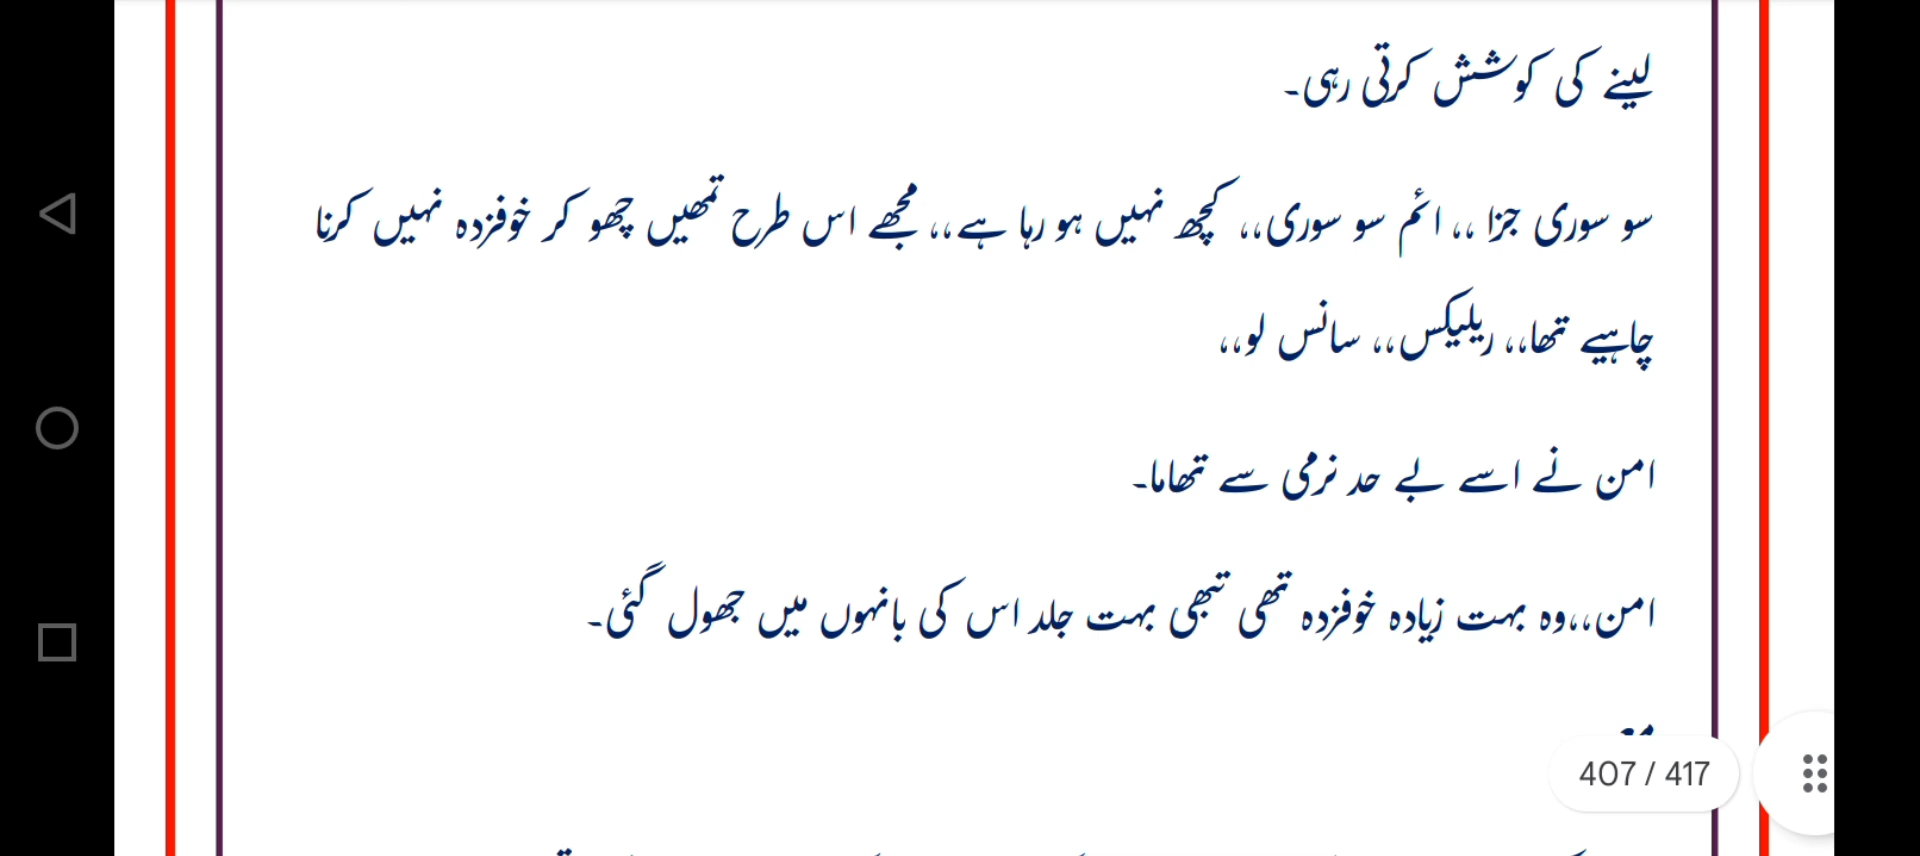 لینے کی کوشش کرتی رہی۔
سو سوری جزا ،، ائم سو سوری،، کچھ نہیں ہو رہا ہے،، مجھے اس طرح تمھیں چھو کر خوفزدہ نہیں کرنا
چاہیے تھا،، ریلیکس،، سانس لو،،
امن نے اسے بے حد نرمی سے تھاما۔
امن،،وہ بہت زیادہ خوفزدہ تھی تبھی بہت جلد اس کی بانہوں میں جھول گئی۔
407 / 417